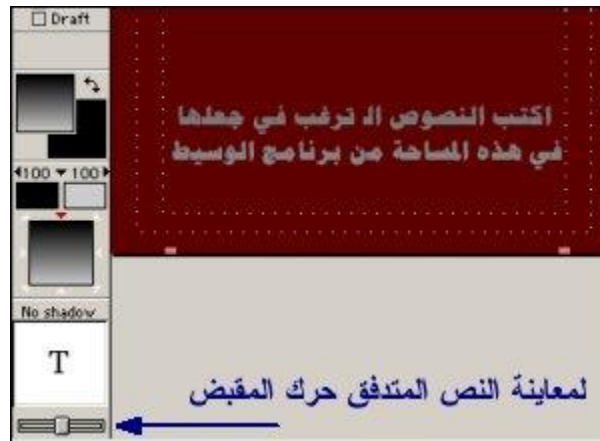 Draft
اكتب النصوص الـ ترغب في جعلها
في هذه المساحة من برنامج الوسيط
100 100
No shadow
T
لمعاينة النص المتدفق حرك المقبض